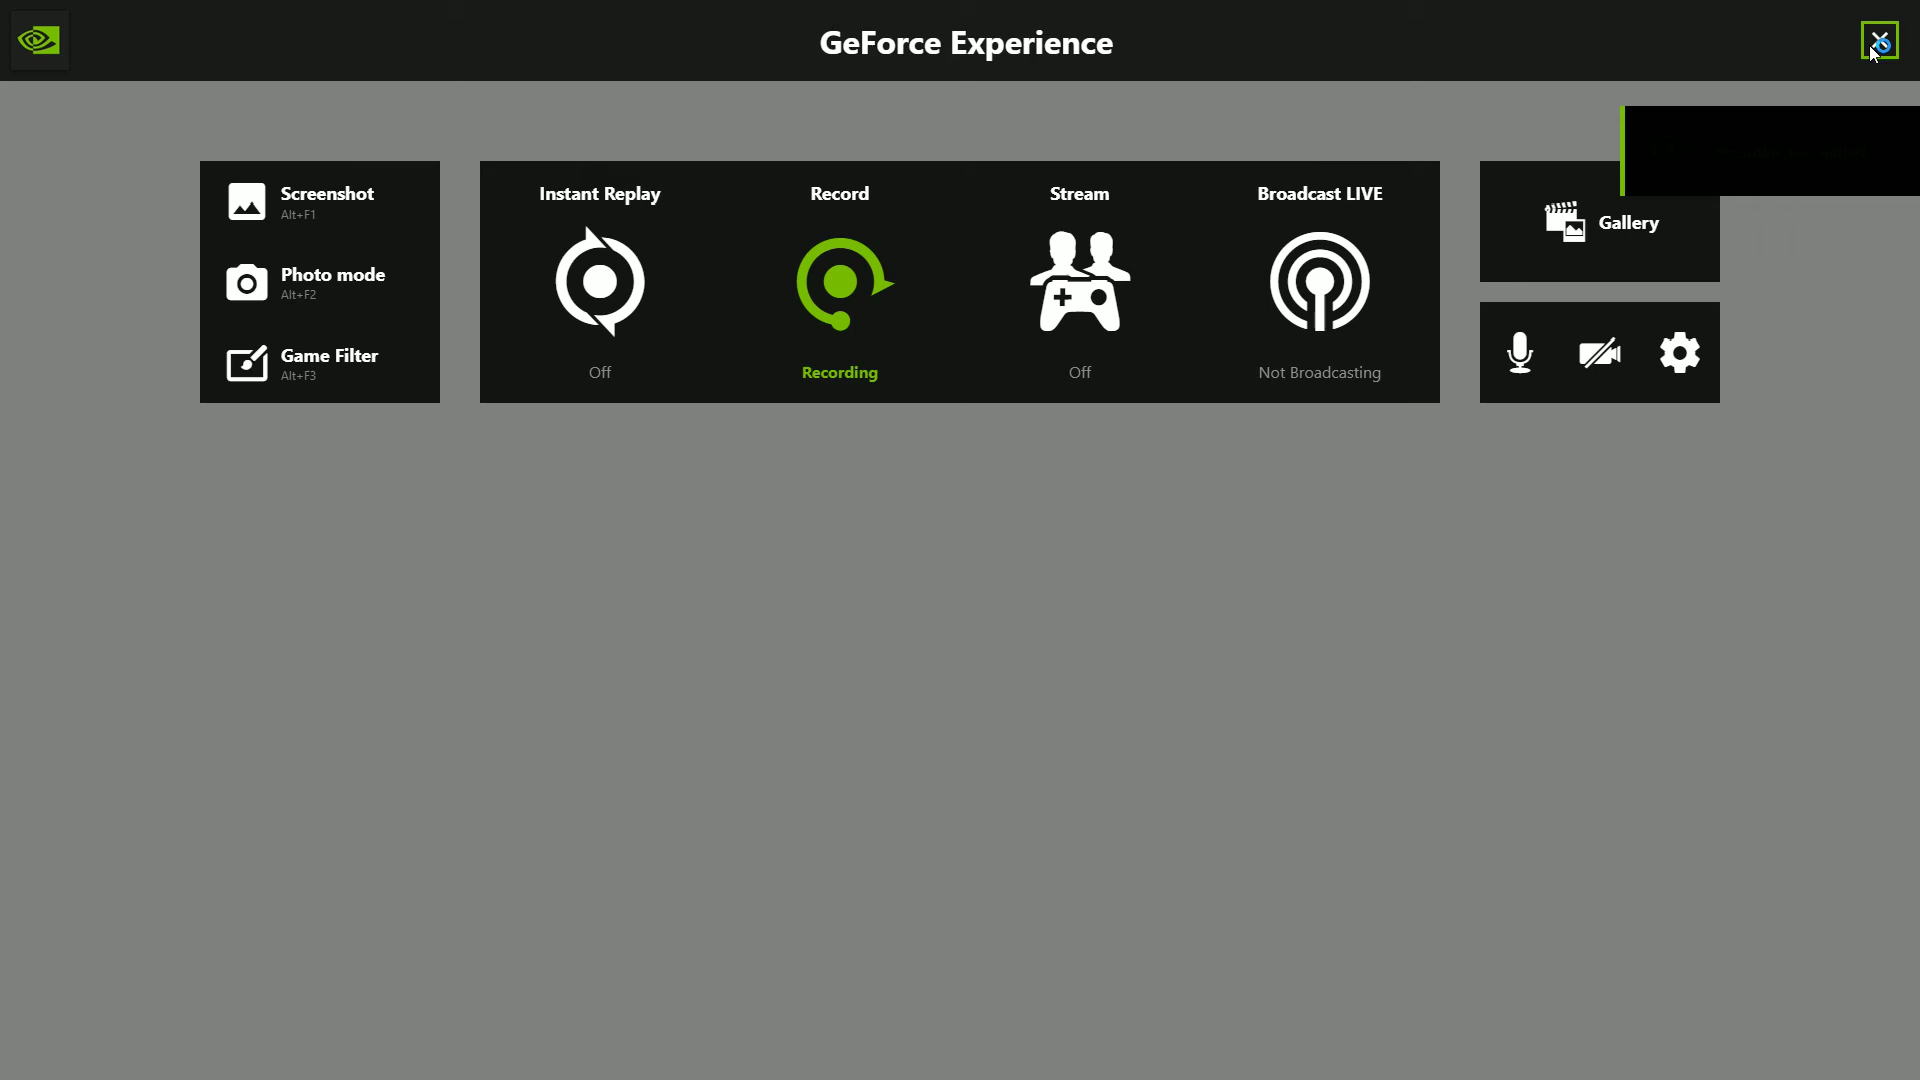 GeForce Experience
Screenshot
Alt+F1
Photo mode
Alt+F2
Game Filter
Alt+F3
Instant Replay
Off
Record
Recording
Stream
Off
Broadcast LIVE
Not Broadcasting
Gallery